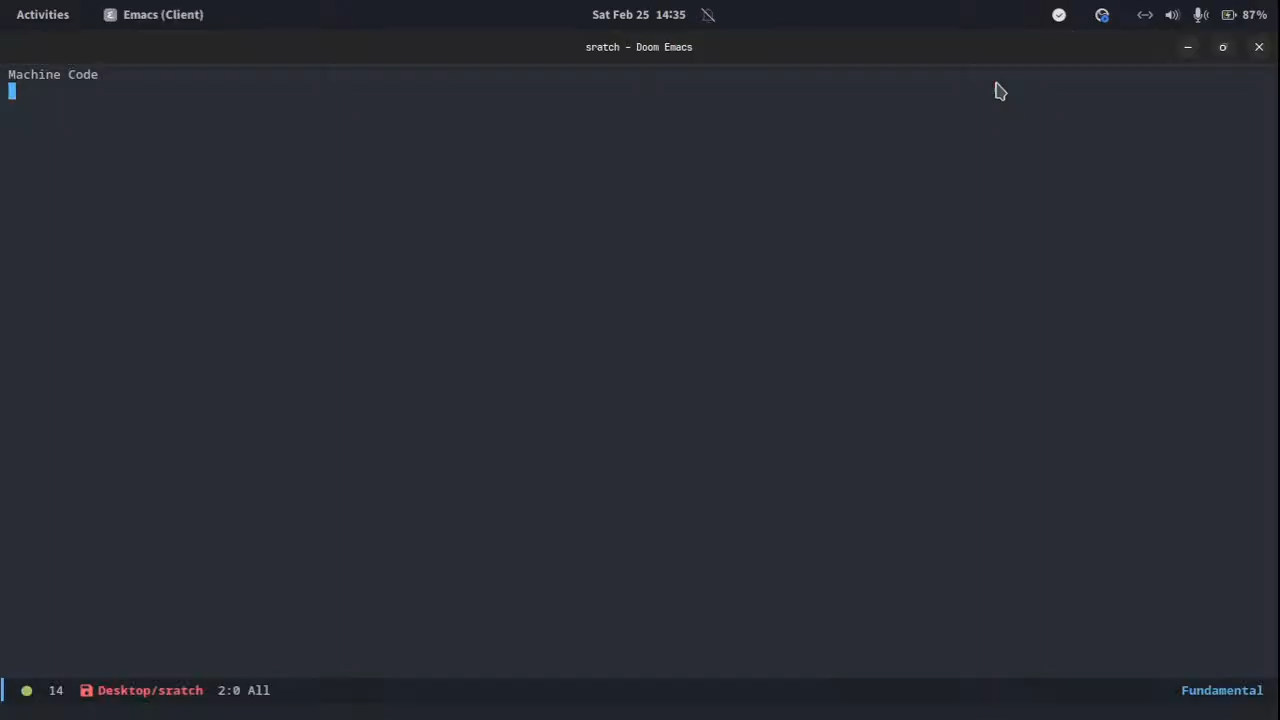 Activities Emacs (Client) Sat Feb 25 14:35 87%
sratch – Doom Emacs
Machine Code
14 Desktop/sratch 2:0 All Fundamental